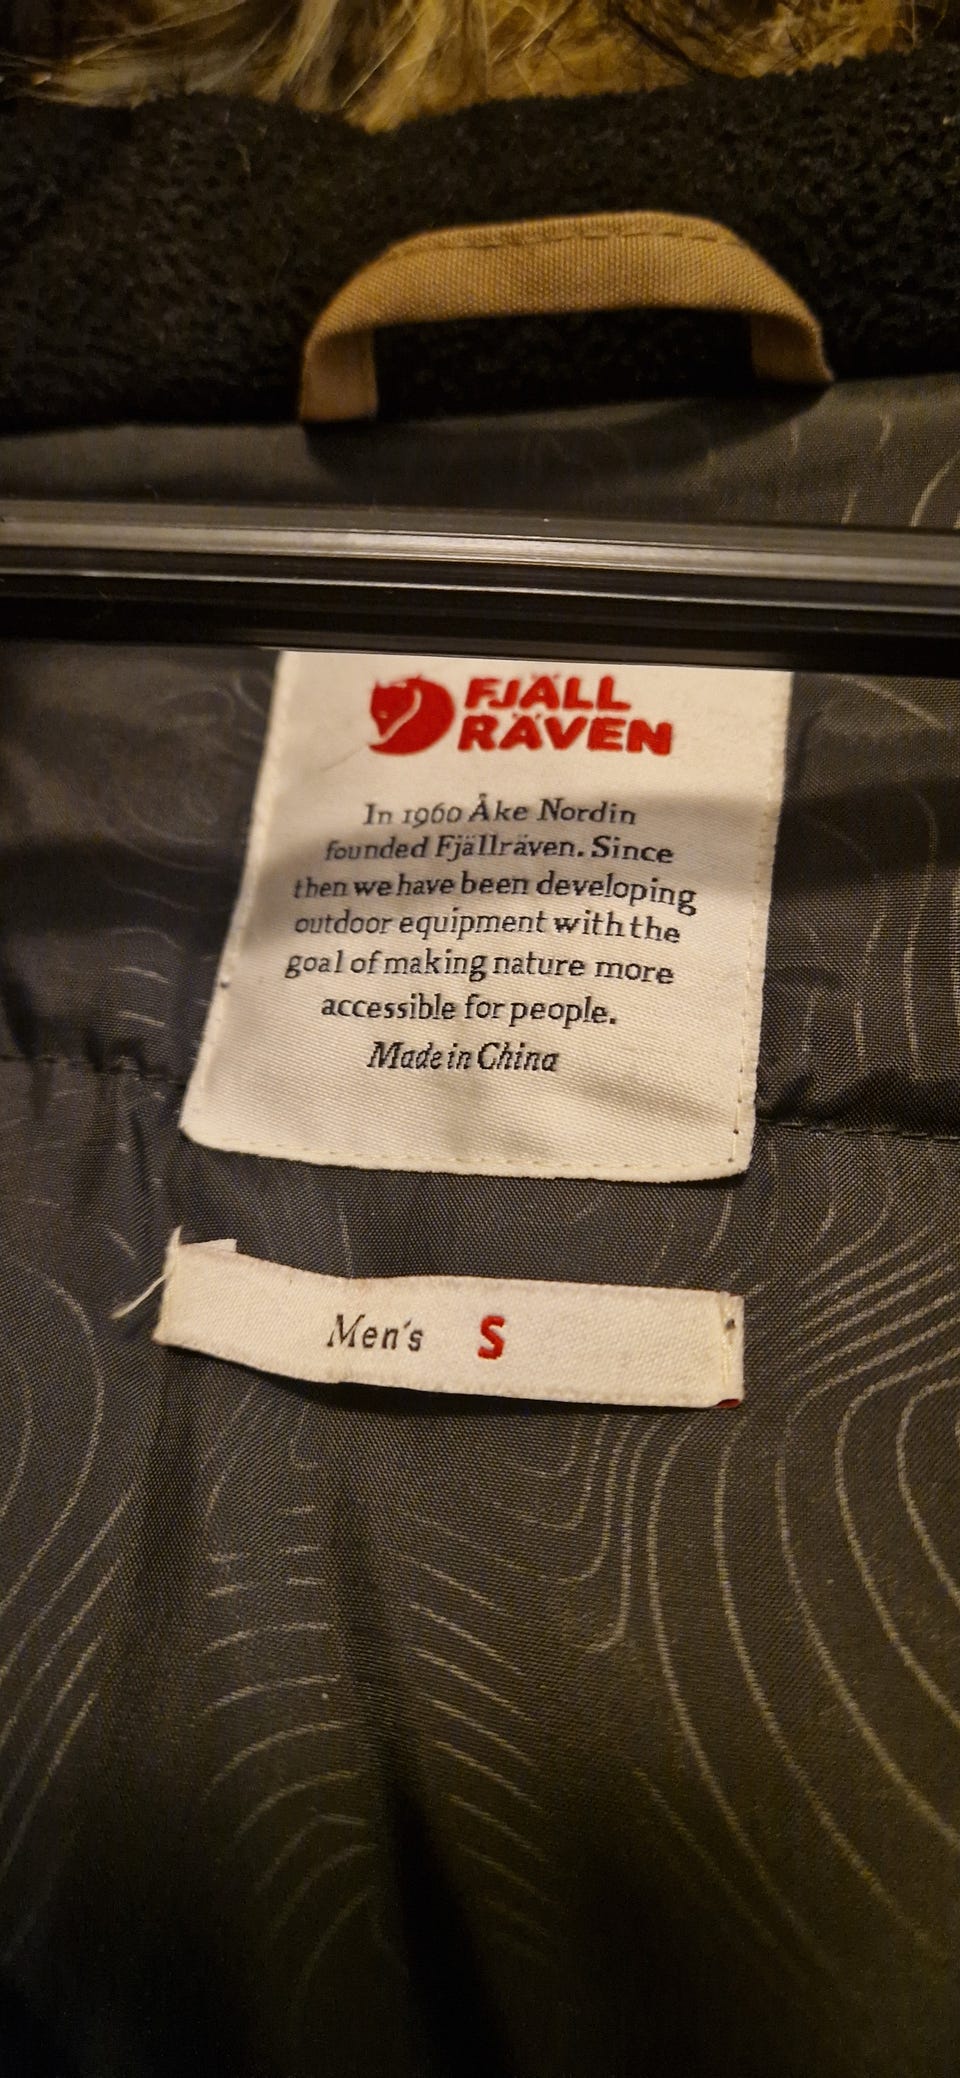 FJÄLL
RÄVEN
In 1960 Åke Nordin
founded Fjällräven. Since
then we have been developing
outdoor equipment with the
goal of making nature more
accessible for people.
Made in China
Men's S